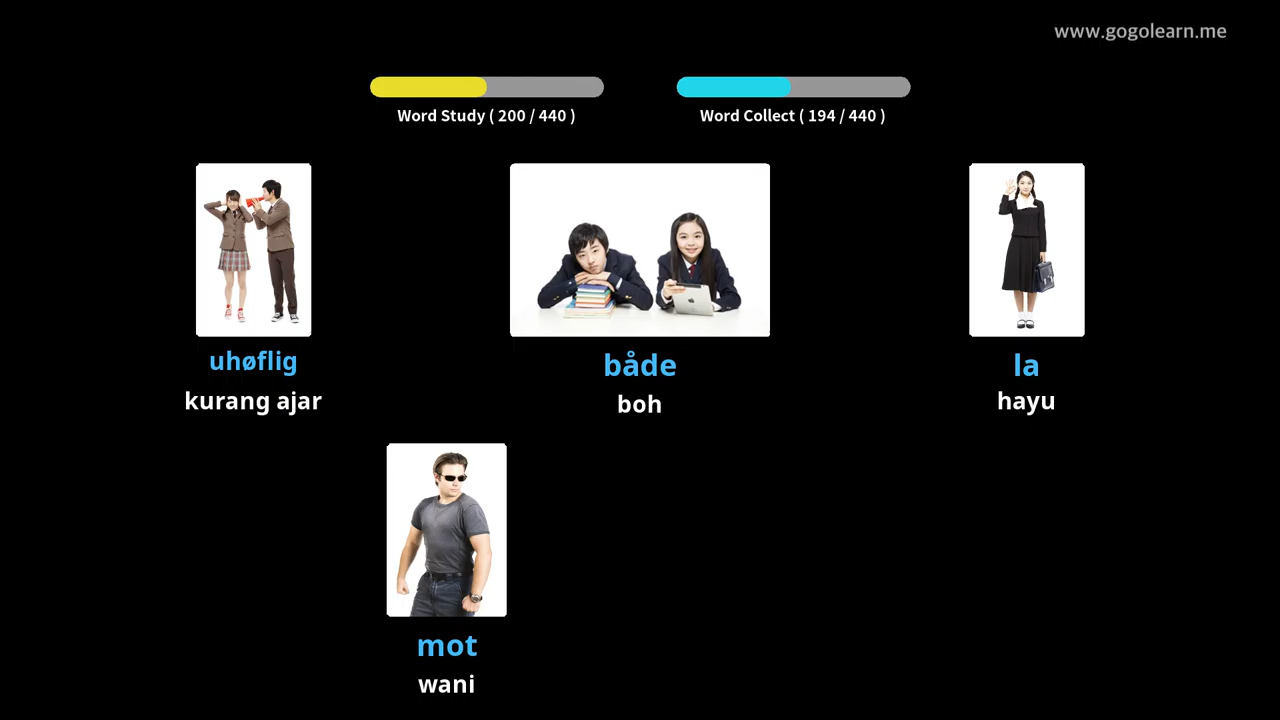 www.gogolearn.me
Word Study ( 200 / 440 )
Word Collect ( 194 / 440 )
uhøflig
kurang ajar
både
boh
la
hayu
mot
wani